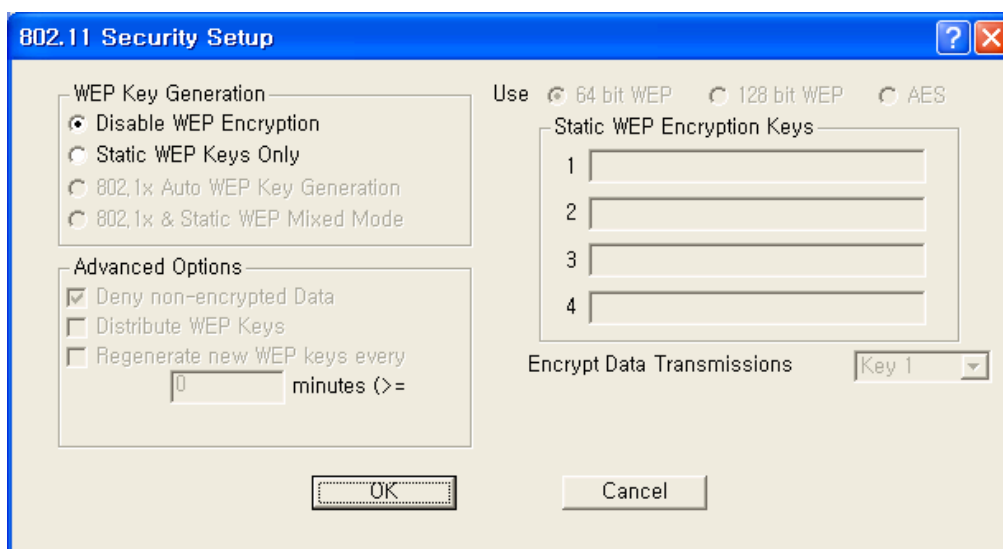 802.11 Security Setup
WEP Key Generation
Disable WEP Encryption
Static WEP Keys Only
802.1x Auto WEP Key Generation
802.1x & Static WEP Mixed Mode
Advanced Options
Deny non-encrypted Data
Distribute WEP Keys
Regenerate new WEP keys every
0 minutes (>=
Use 64 bit WEP 128 bit WEP AES
Static WEP Encryption Keys
1
2
3
4
Encrypt Data Transmissions Key 1
OK Cancel